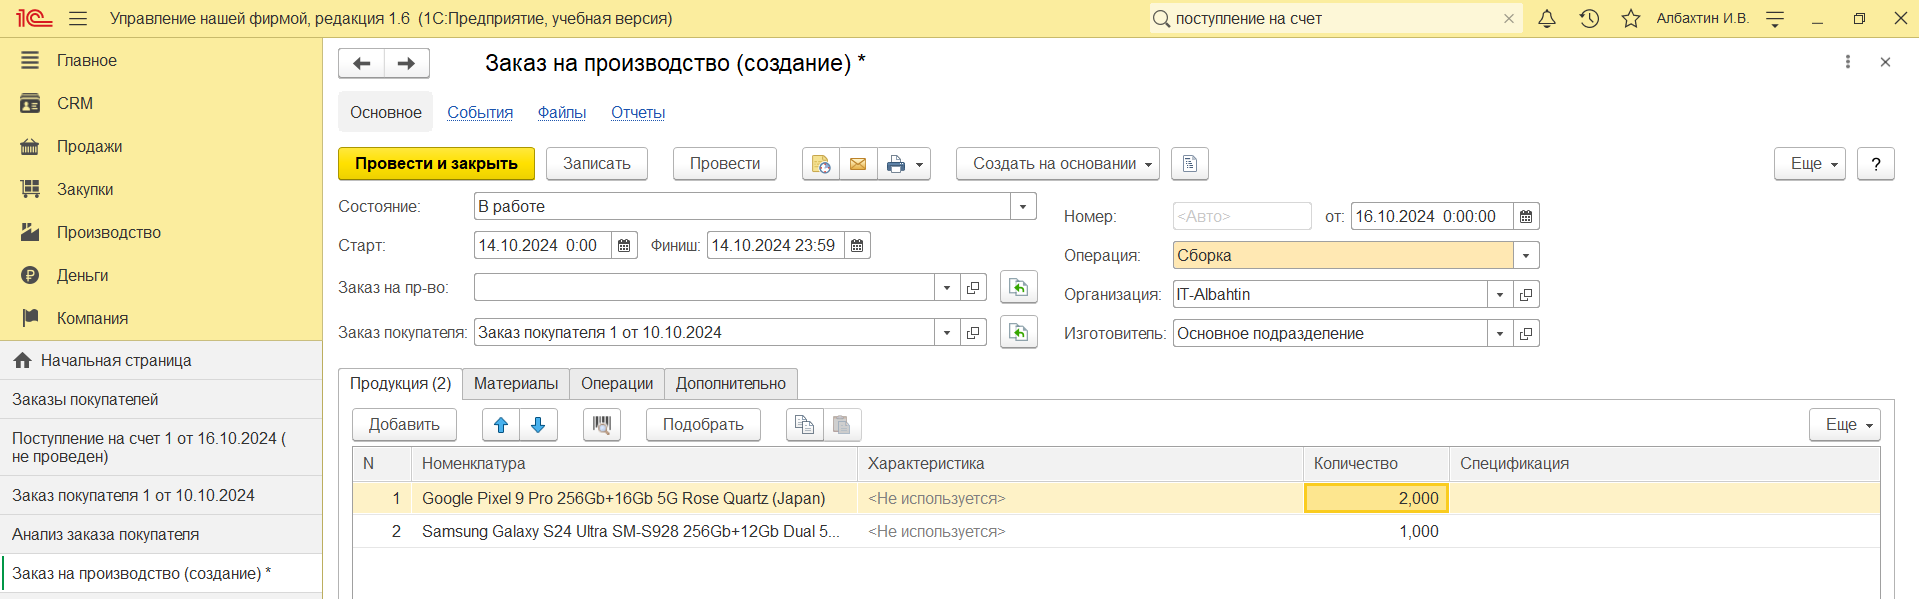 1С Управление нашей фирмой, редакция 1.6 (1С:Предприятие, учебная версия) поступление на счет Албахтин И.В.
Главное
CRM
Продажи
Закупки
Производство
Деньги
Компания
Начальная страница
Заказы покупателей
Поступление на счет 1 от 16.10.2024 (
не проведен)
Заказ покупателя 1 от 10.10.2024
Анализ заказа покупателя
Заказ на производство (создание) *
Заказ на производство (создание) *
Основное События Файлы Отчеты
Провести и закрыть Записать Провести Создать на основании Еще ?
Состояние: В работе
Номер: <Авто> от: 16.10.2024 0:00:00
Старт: 14.10.2024 0:00 Финиш: 14.10.2024 23:59
Операция: Сборка
Заказ на пр-во:
Организация: IT-Albahtin
Заказ покупателя: Заказ покупателя 1 от 10.10.2024
Изготовитель: Основное подразделение
Продукция (2) Материалы Операции Дополнительно
Добавить Подобрать Еще
N Номенклатура Характеристика Количество Спецификация
1 Google Pixel 9 Pro 256Gb+16Gb 5G Rose Quartz (Japan) <Не используется> 2,000
2 Samsung Galaxy S24 Ultra SM-S928 256Gb+12Gb Dual 5... <Не используется> 1,000